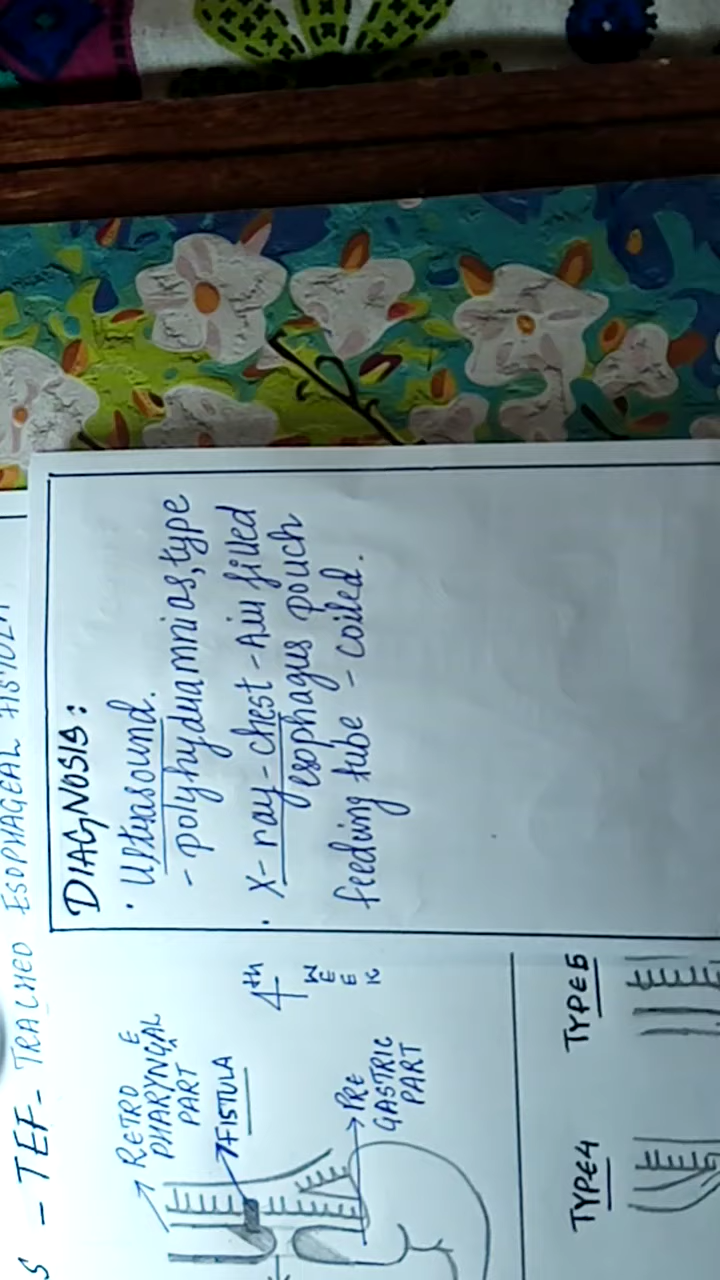 S - TEF - TRACHEO ESOPHAGEAL FISTULA
DIAGNOSIS:
· Ultrasound.
- polyhydramnios, type
· X-ray-chest - Air filled
esophagus pouch
feeding tube - coiled.
RETRO
PHARYNGEAL
PART
FISTULA
4th
WEEK
PRE
GASTRIC
PART
TYPE 4
TYPE 5